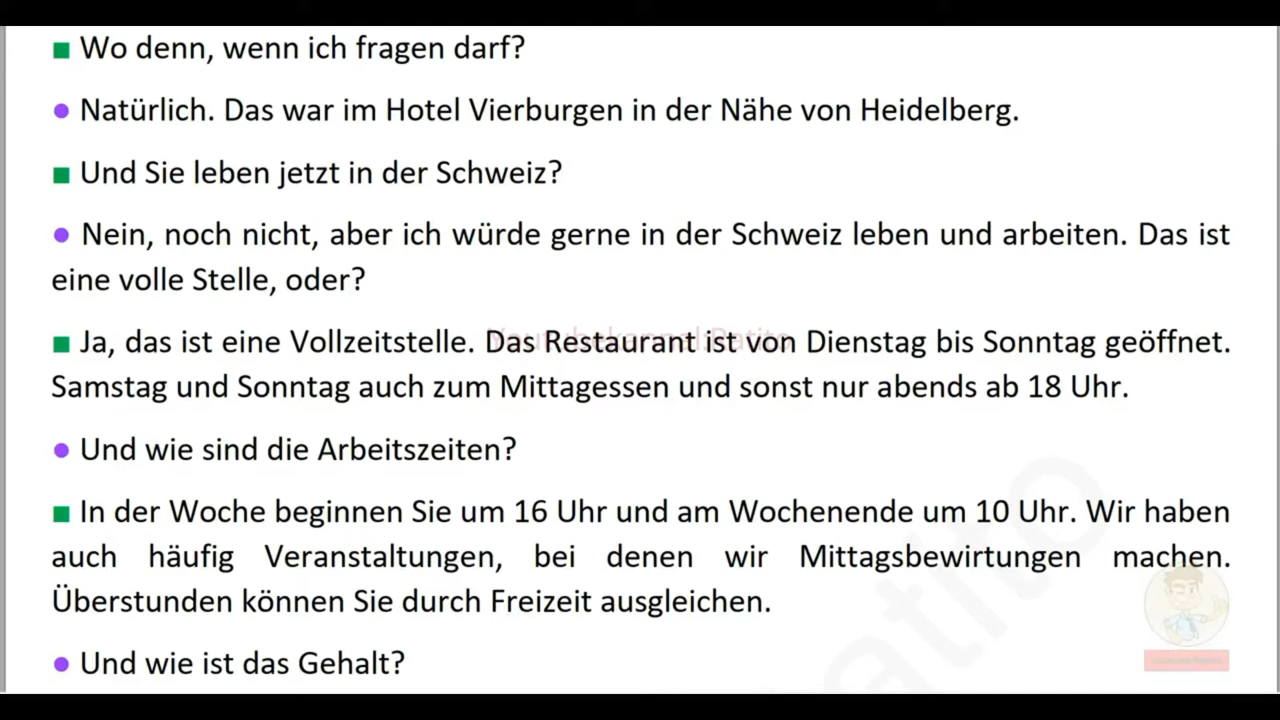 Wo denn, wenn ich fragen darf?
Natürlich. Das war im Hotel Vierburgen in der Nähe von Heidelberg.
Und Sie leben jetzt in der Schweiz?
Nein, noch nicht, aber ich würde gerne in der Schweiz leben und arbeiten. Das ist
eine volle Stelle, oder?
Ja, das ist eine Vollzeitstelle. Das Restaurant ist von Dienstag bis Sonntag geöffnet.
Samstag und Sonntag auch zum Mittagessen und sonst nur abends ab 18 Uhr.
Und wie sind die Arbeitszeiten?
In der Woche beginnen Sie um 16 Uhr und am Wochenende um 10 Uhr. Wir haben
auch häufig Veranstaltungen, bei denen wir Mittagsbewirtungen machen.
Überstunden können Sie durch Freizeit ausgleichen.
Und wie ist das Gehalt?